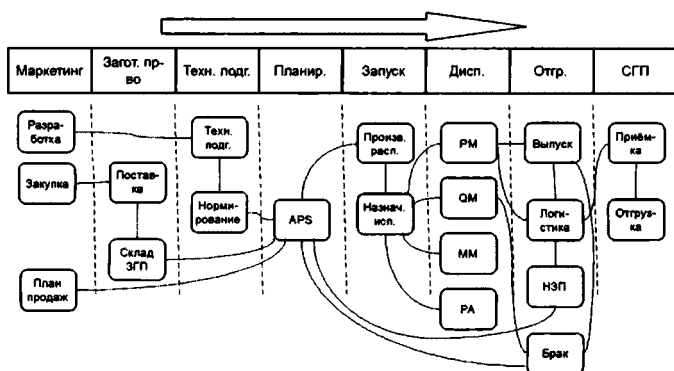 Маркетинг
Загот. пр-
во
Техн. подг.
Планир.
Запуск
Дисп.
Отгр.
СГП
Разра-
ботка
Закупка
План
продаж
Постав-
ка
Склад
ЗГП
Техн.
подг.
Норми-
рование
APS
Произв.
расп.
Назнач.
исп.
PM
QM
MM
PA
Выпуск
Логи-
стика
НЗП
Брак
Приём-
ка
Отгруз-
ка